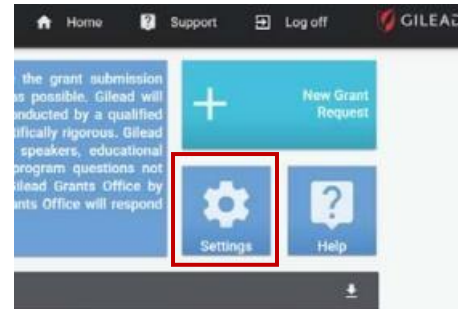 Home Support Log off GILEAD
the grant submission
as possible. Gilead will
onducted by a qualified
tifically rigorous. Gilead
speakers, educational
program questions not
Gilead Grants Office by
ants Office will respond
New Grant
Request
Settings
Help